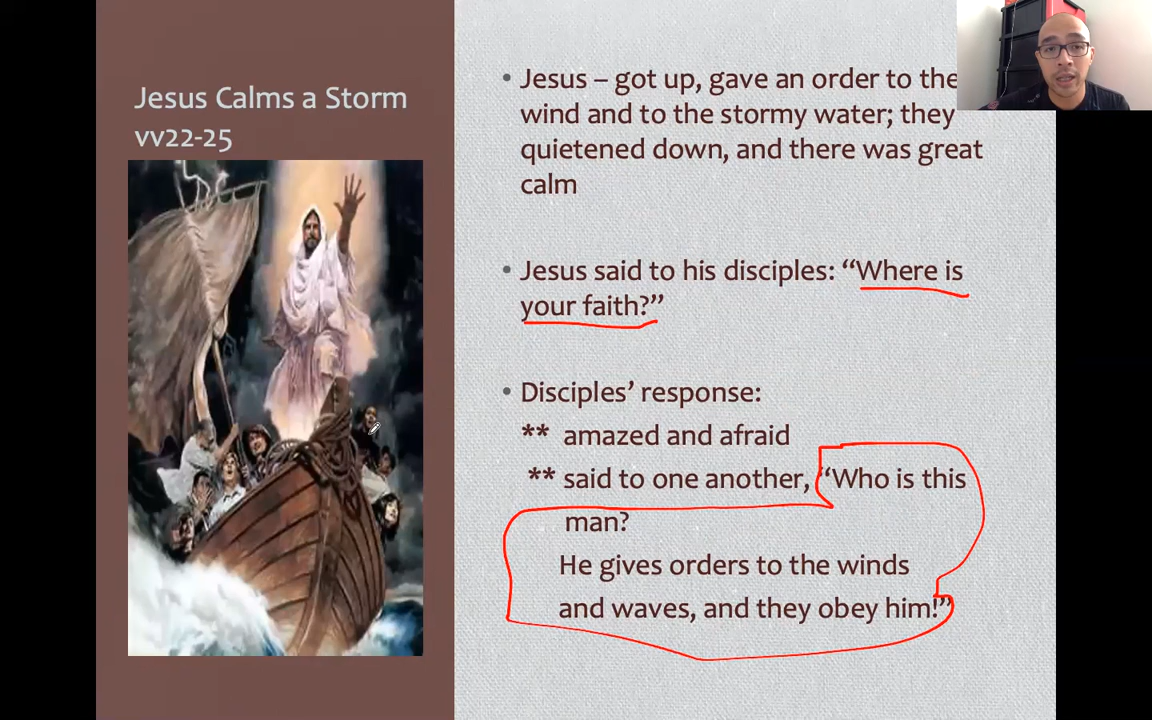 Jesus Calms a Storm
vv22-25
• Jesus – got up, gave an order to the
wind and to the stormy water; they
quietened down, and there was great
calm
• Jesus said to his disciples: “Where is
your faith?”
• Disciples’ response:
** amazed and afraid
** said to one another, “Who is this
man?
He gives orders to the winds
and waves, and they obey him!”